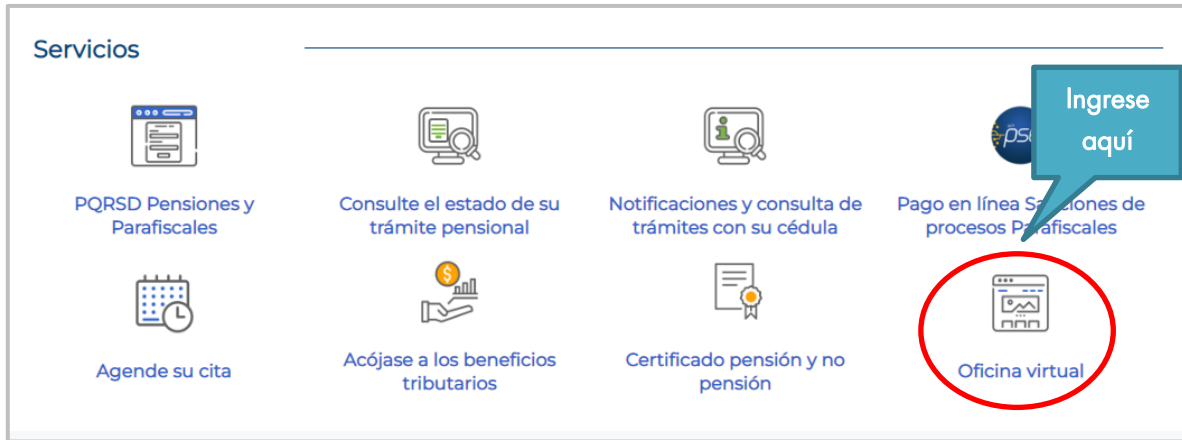 Servicios
Ingrese
aquí
PQRSD Pensiones y
Parafiscales
Consulte el estado de su
trámite pensional
Notificaciones y consulta de
trámites con su cédula
Pago en línea de
procesos
Agende su cita
Acójase a los beneficios
tributarios
Certificado pensión y no
pensión
Oficina virtual